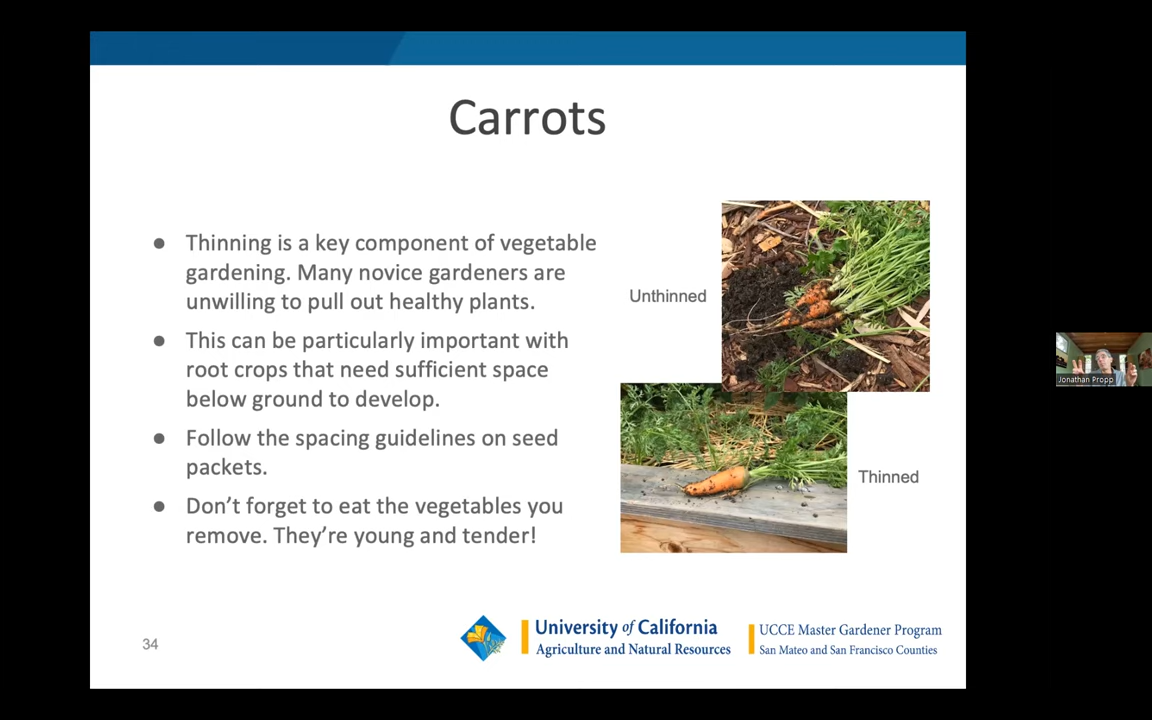 Carrots
● Thinning is a key component of vegetable
gardening. Many novice gardeners are
unwilling to pull out healthy plants.
● This can be particularly important with
root crops that need sufficient space
below ground to develop.
● Follow the spacing guidelines on seed
packets.
● Don’t forget to eat the vegetables you
remove. They’re young and tender!
Unthinned
Thinned
Jonathan Propp
34
University of California
Agriculture and Natural Resources
UCCE Master Gardener Program
San Mateo and San Francisco Counties